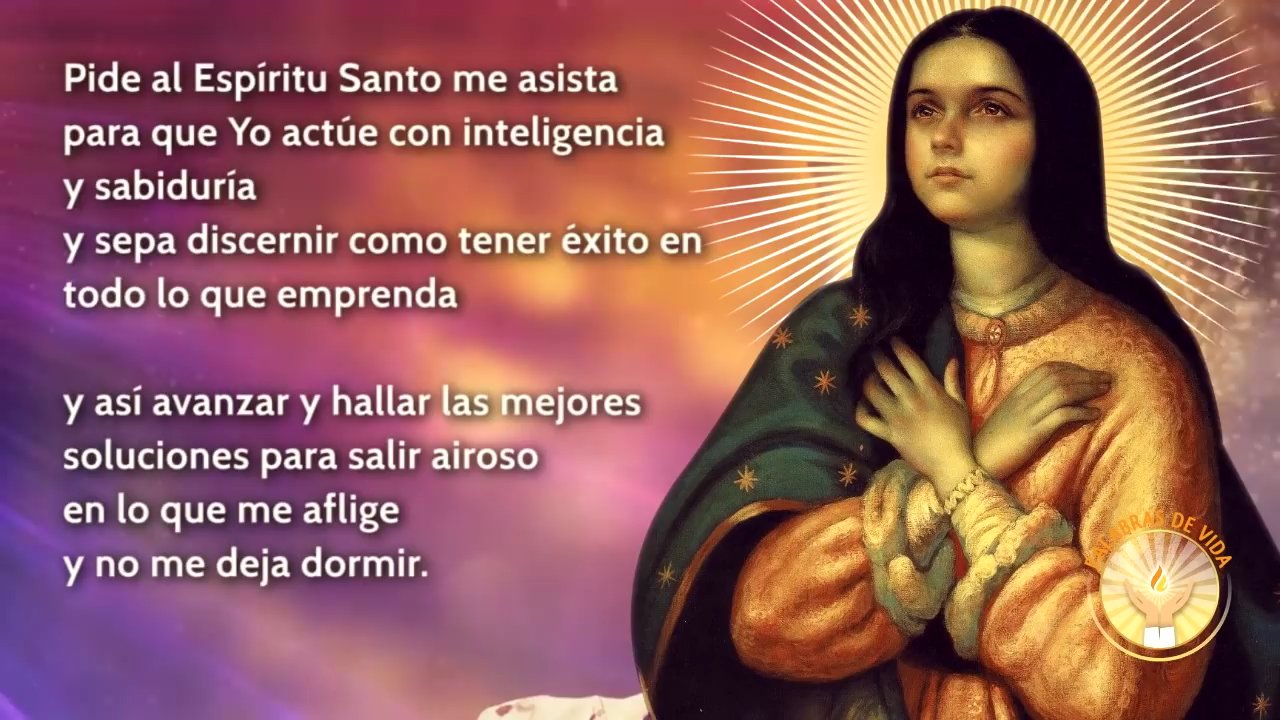 Pide al Espíritu Santo me asista
para que Yo actúe con inteligencia
y sabiduría
y sepa discernir como tener éxito en
todo lo que emprenda
y así avanzar y hallar las mejores
soluciones para salir airoso
en lo que me aflige
y no me deja dormir.
PALABRAS DE VIDA